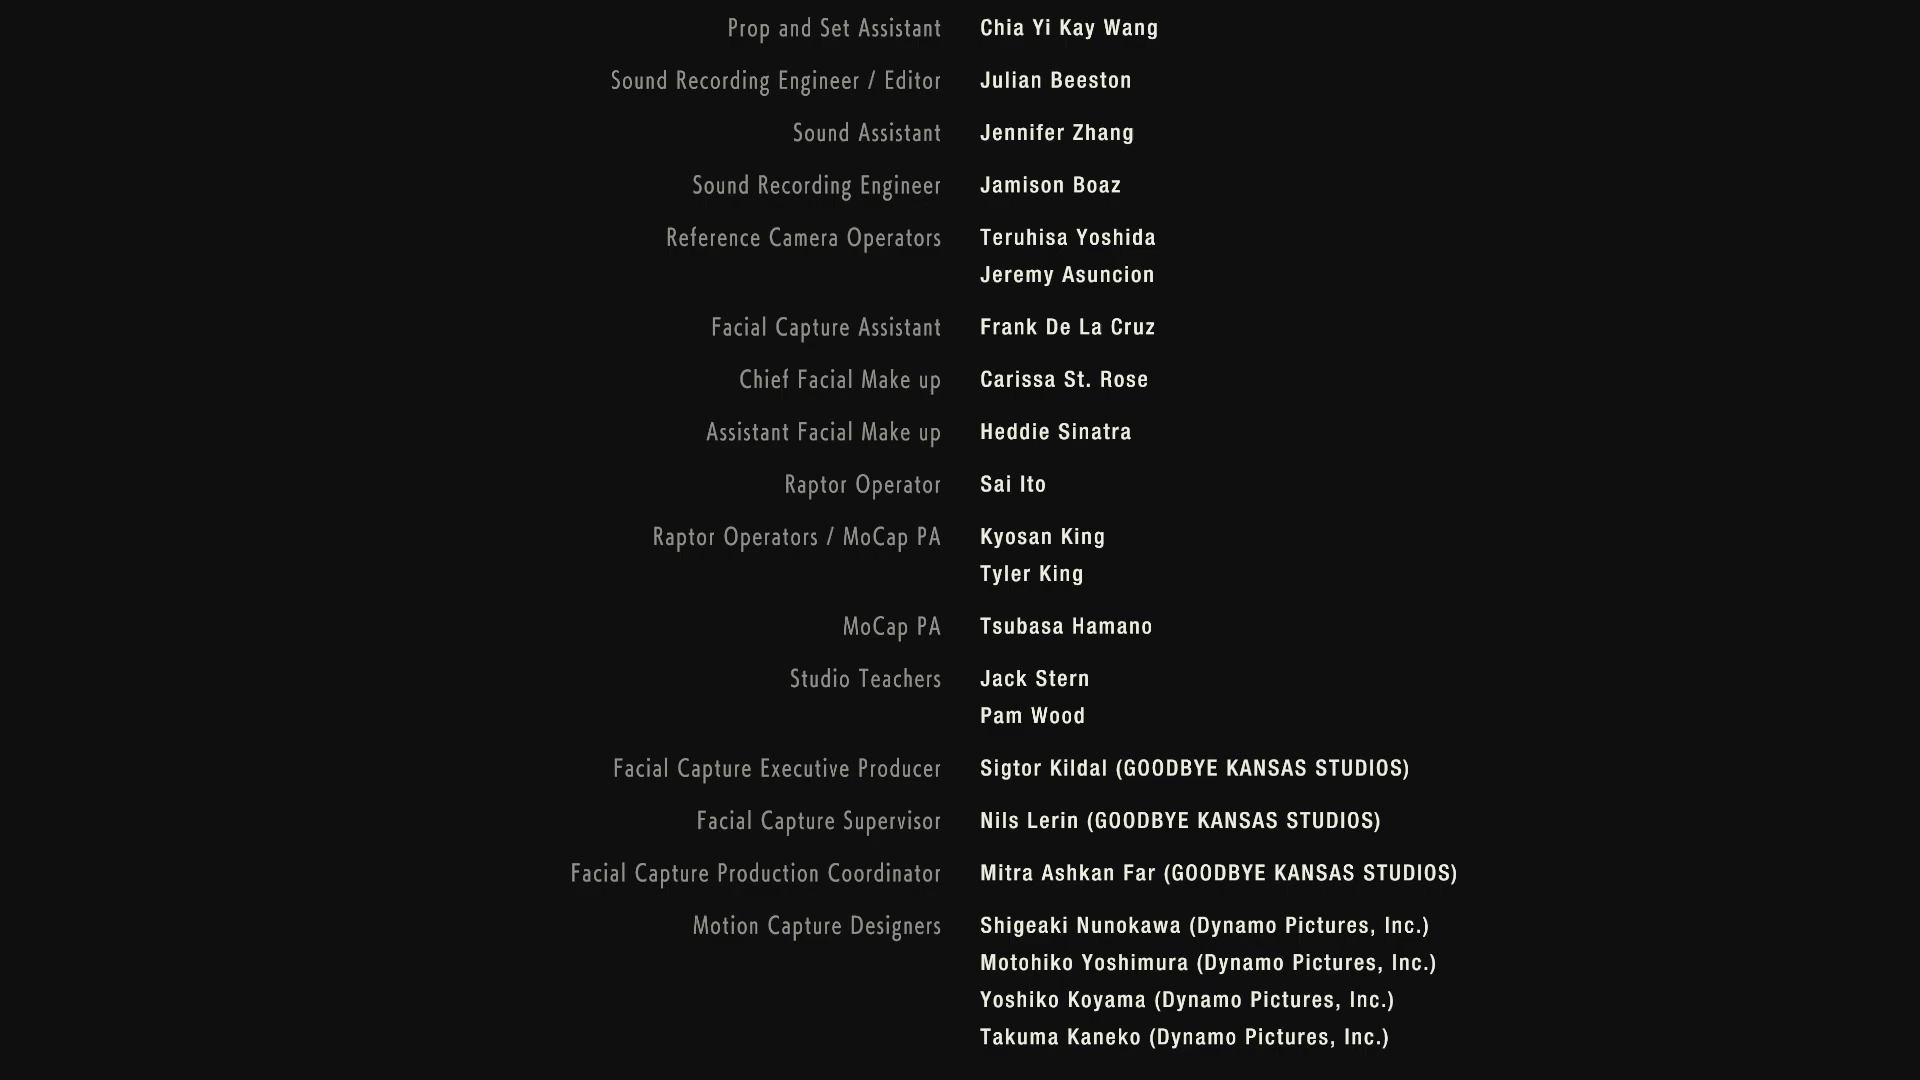 Prop and Set Assistant Chia Yi Kay Wang
Sound Recording Engineer / Editor Julian Beeston
Sound Assistant Jennifer Zhang
Sound Recording Engineer Jamison Boaz
Reference Camera Operators Teruhisa Yoshida
Jeremy Asuncion
Facial Capture Assistant Frank De La Cruz
Chief Facial Make up Carissa St. Rose
Assistant Facial Make up Heddie Sinatra
Raptor Operator Sai Ito
Raptor Operators / MoCap PA Kyosan King
Tyler King
MoCap PA Tsubasa Hamano
Studio Teachers Jack Stern
Pam Wood
Facial Capture Executive Producer Sigtor Kildal (GOODBYE KANSAS STUDIOS)
Facial Capture Supervisor Nils Lerin (GOODBYE KANSAS STUDIOS)
Facial Capture Production Coordinator Mitra Ashkan Far (GOODBYE KANSAS STUDIOS)
Motion Capture Designers Shigeaki Nunokawa (Dynamo Pictures, Inc.)
Motohiko Yoshimura (Dynamo Pictures, Inc.)
Yoshiko Koyama (Dynamo Pictures, Inc.)
Takuma Kaneko (Dynamo Pictures, Inc.)